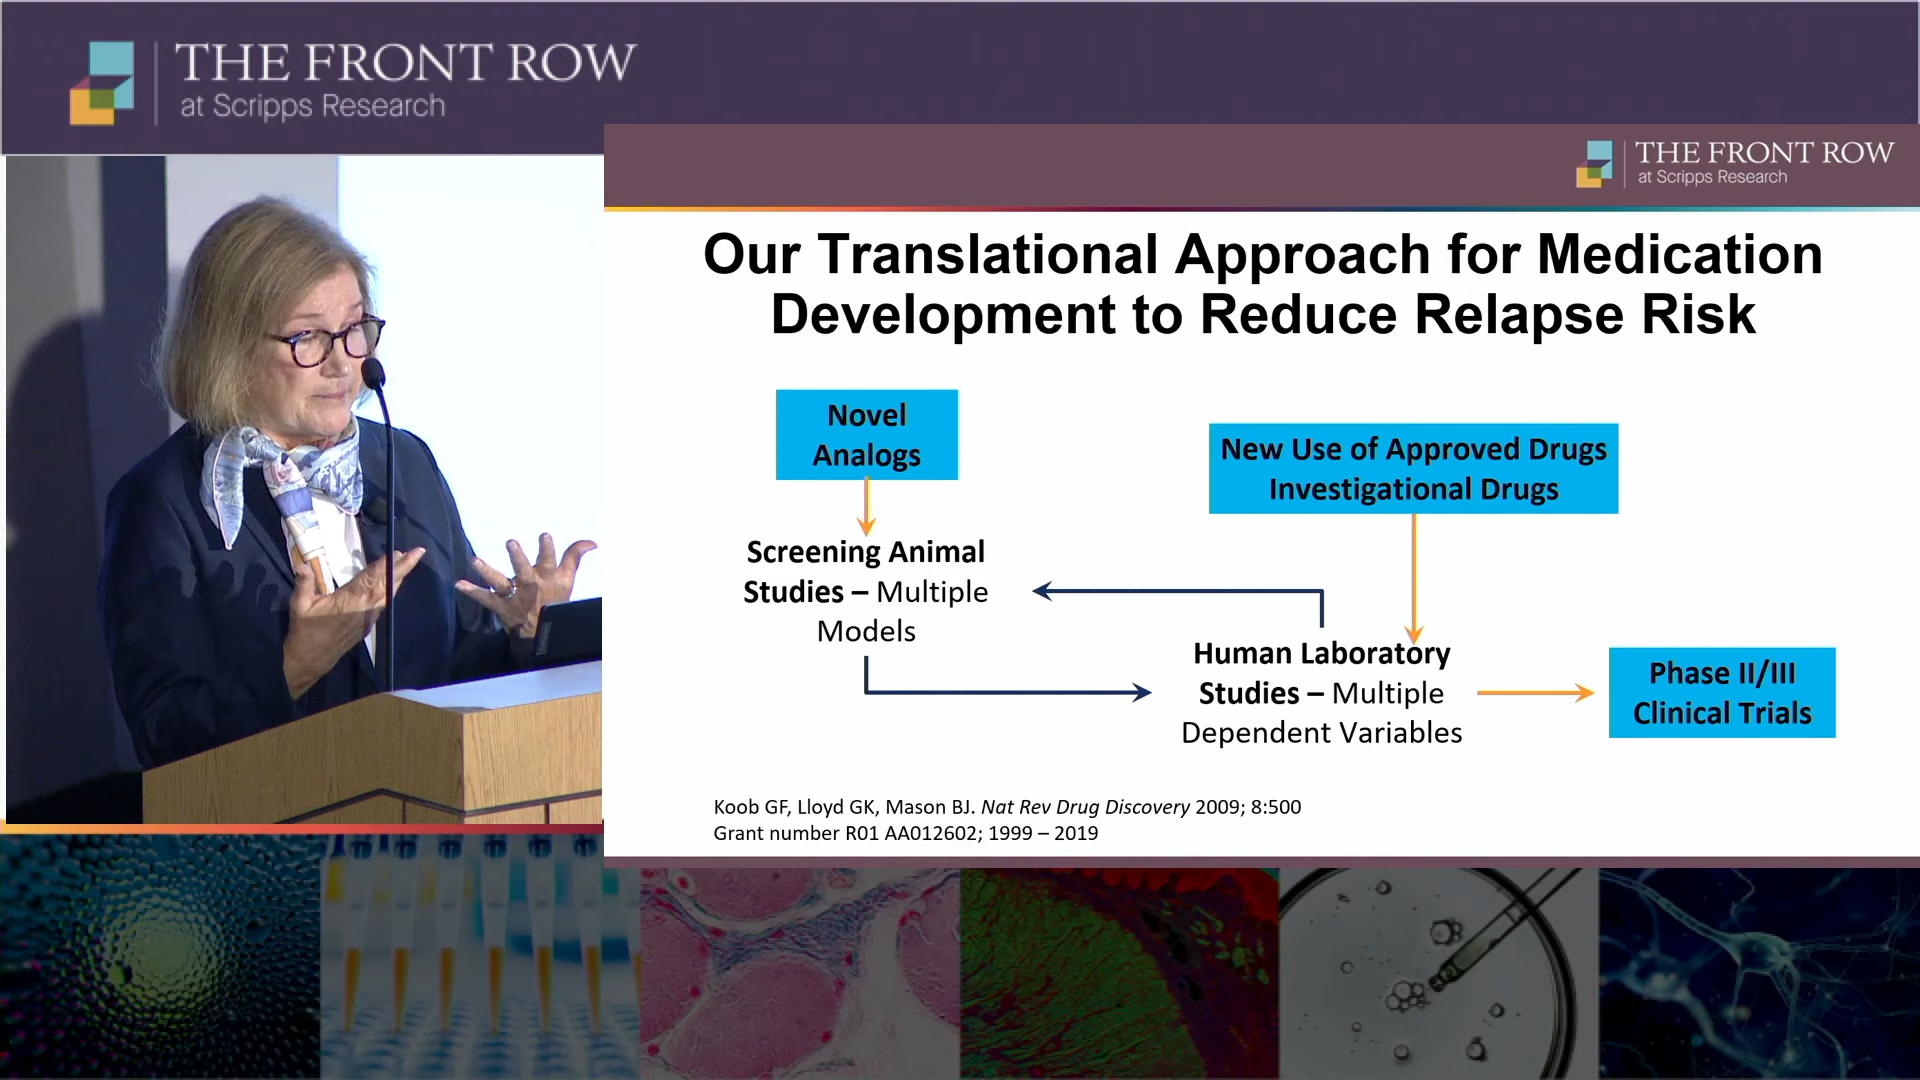 THE FRONT ROW
at Scripps Research
THE FRONT ROW
at Scripps Research
Our Translational Approach for Medication
Development to Reduce Relapse Risk
Novel
Analogs
New Use of Approved Drugs
Investigational Drugs
Screening Animal
Studies – Multiple
Models
Human Laboratory
Studies – Multiple
Dependent Variables
Phase II/III
Clinical Trials
Koob GF, Lloyd GK, Mason BJ. Nat Rev Drug Discovery 2009; 8:500
Grant number R01 AA012602; 1999 – 2019